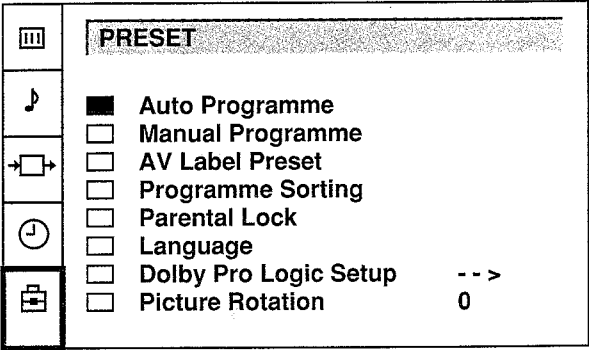 PRESET
Auto Programme
Manual Programme
AV Label Preset
Programme Sorting
Parental Lock
Language
Dolby Pro Logic Setup - - >
Picture Rotation 0